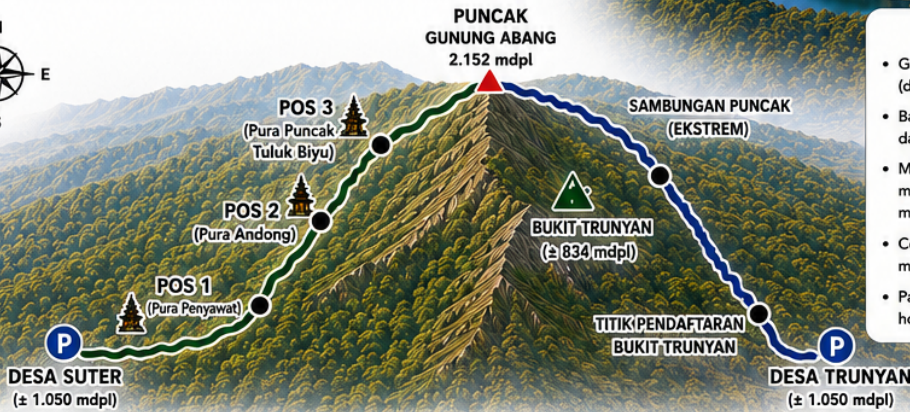 PUNCAK
GUNUNG ABANG
2.152 mdpl
E
POS 3
(Pura Puncak
Tuluk Biyu)
SAMBUNGAN PUNCAK
(EKSTREM)
POS 2
(Pura Andong)
BUKIT TRUNYAN
(± 834 mdpl)
POS 1
(Pura Penyawat)
TITIK PENDAFTARAN
BUKIT TRUNYAN
P
DESA SUTER
(± 1.050 mdpl)
P
DESA TRUNYAN
(± 1.050 mdpl)